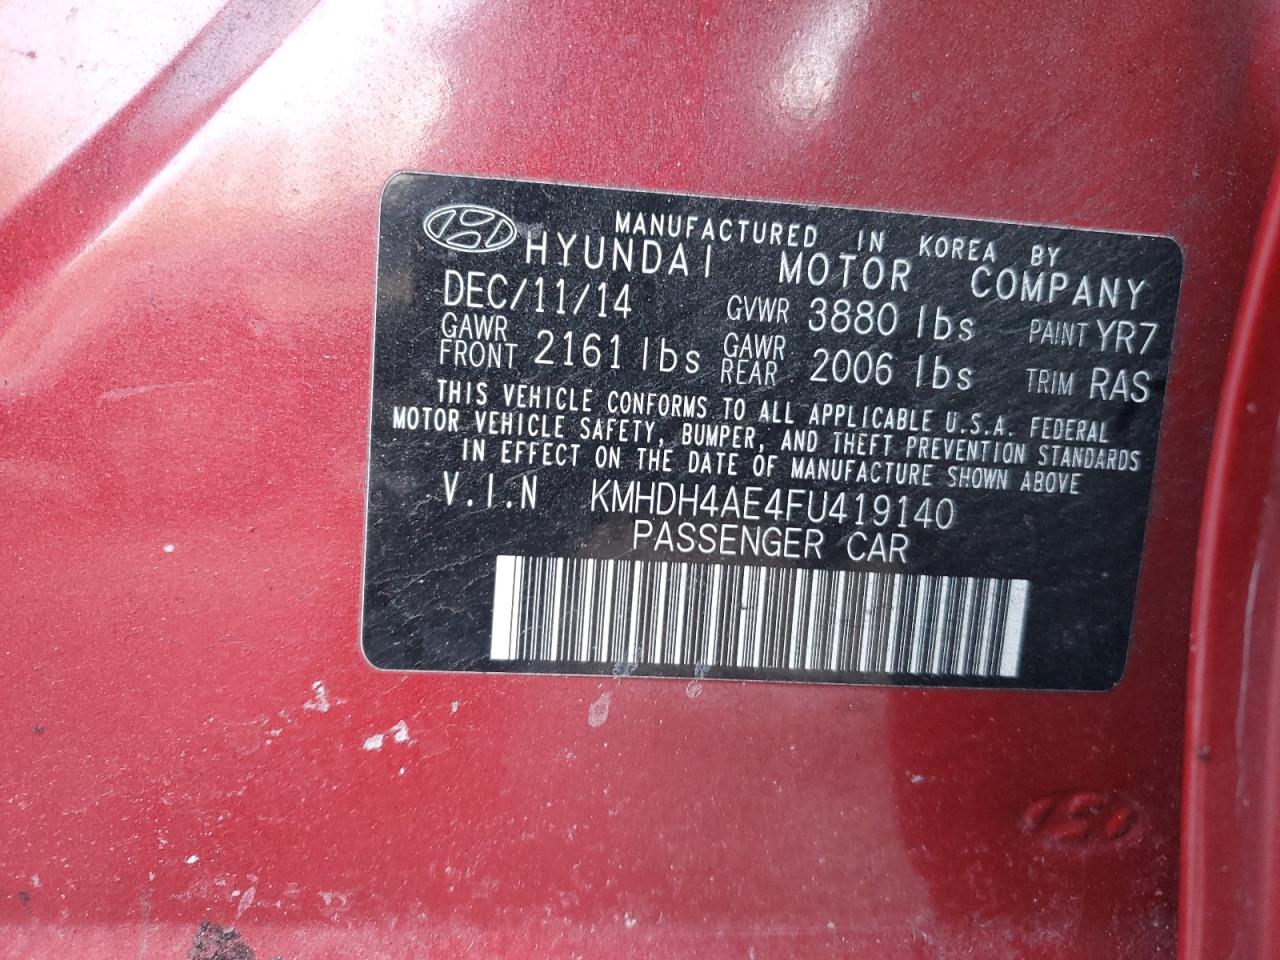 MANUFACTURED IN KOREA BY
HYUNDAI MOTOR COMPANY
DEC/11/14 GVWR 3880 lbs PAINT YR7
GAWR FRONT 2161 lbs GAWR REAR 2006 lbs TRIM RAS
THIS VEHICLE CONFORMS TO ALL APPLICABLE U.S.A. FEDERAL
MOTOR VEHICLE SAFETY, BUMPER, AND THEFT PREVENTION STANDARDS
IN EFFECT ON THE DATE OF MANUFACTURE SHOWN ABOVE
V.I.N KMHDH4AE4FU419140
PASSENGER CAR